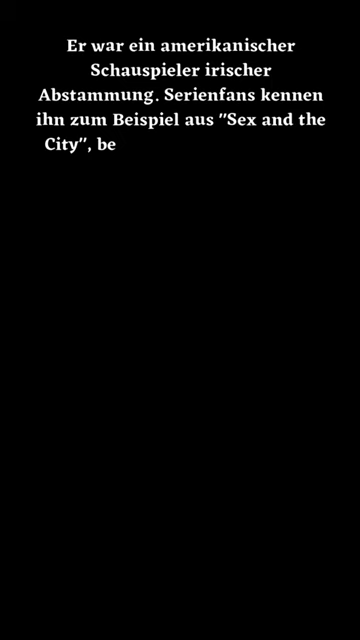 Er war ein amerikanischer
Schauspieler irischer
Abstammung. Serienfans kennen
ihn zum Beispiel aus "Sex and the
City", be